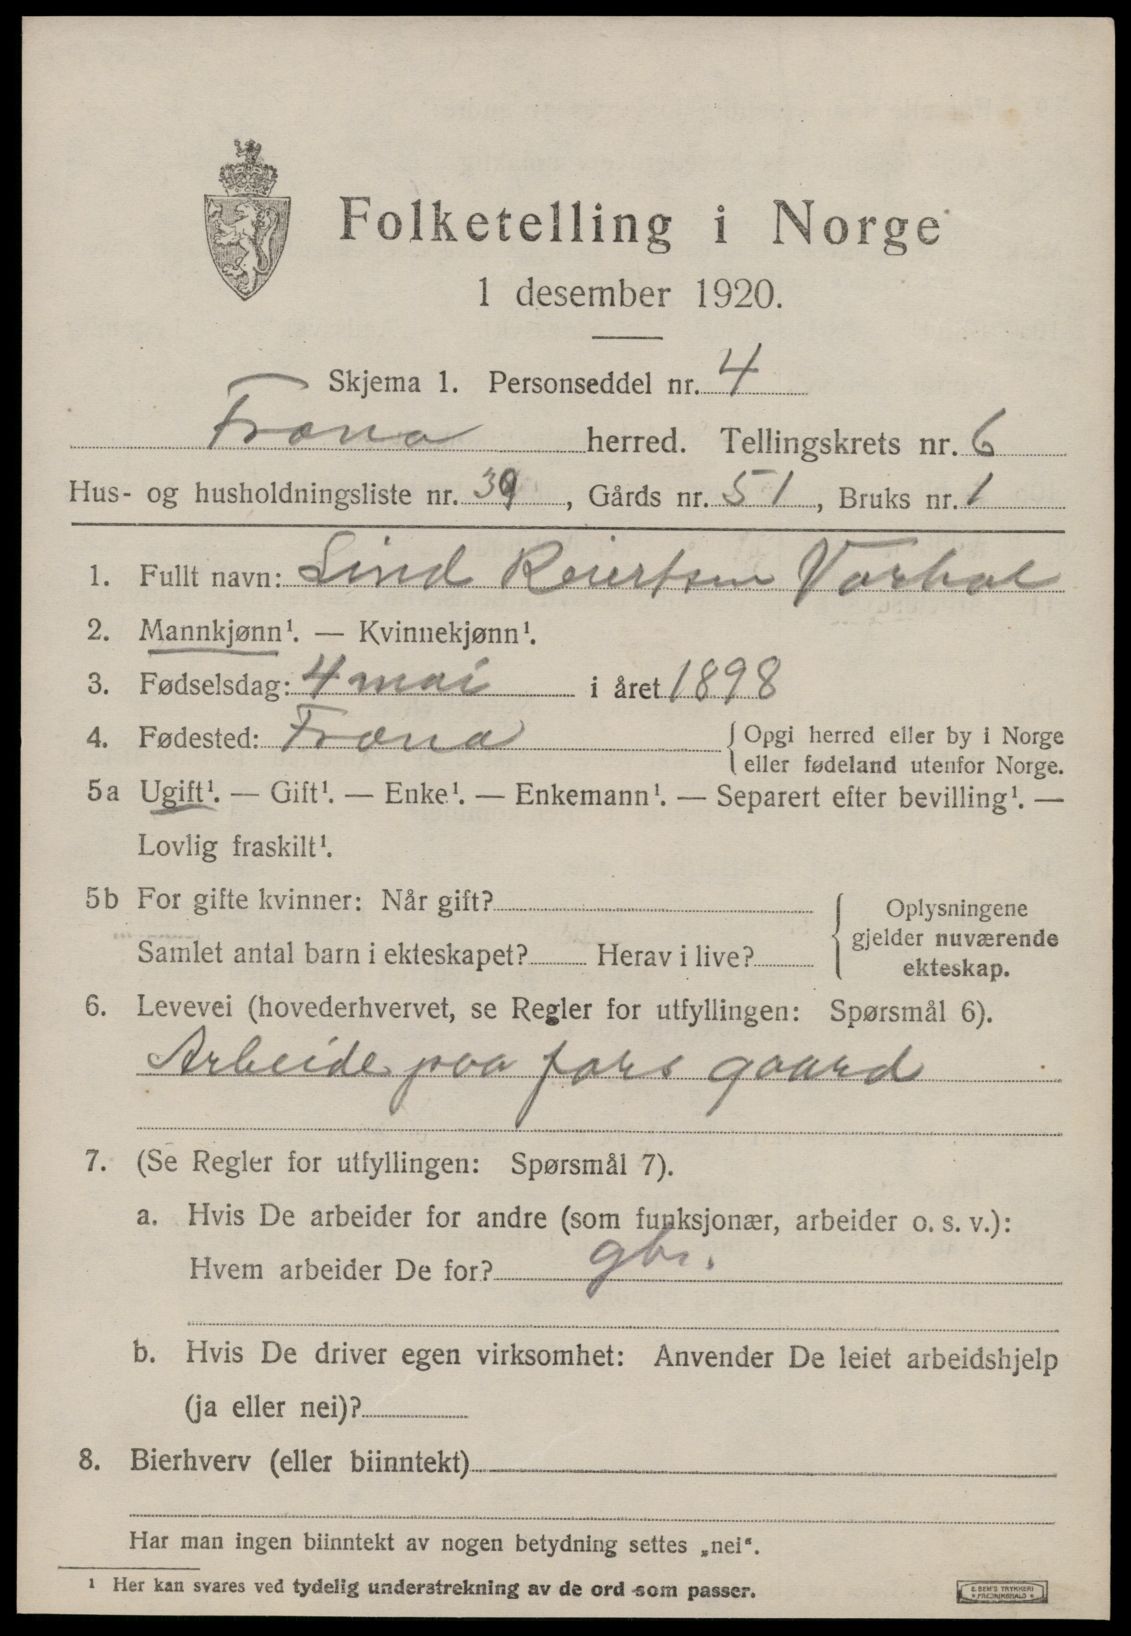 Folketelling i Norge
1 desember 1920.
Skjema 1. Personseddel nr. 4
Fræna herred. Tellingskrets nr. 6
Hus- og husholdningsliste nr. 39, Gårds nr. 51, Bruks nr. 1
1. Fullt navn: Lind Reiertsen Varhol
2. Mannkjønn¹. — Kvinnekjønn¹.
3. Fødselsdag: 4 mai i året 1898
4. Fødested: Fræna {Opgi herred eller by i Norge
eller fødeland utenfor Norge.
5a Ugift¹. — Gift¹. — Enke¹. — Enkemann¹. — Separert efter bevilling¹. —
Lovlig fraskilt¹.
5b For gifte kvinner: Når gift?
Samlet antal barn i ekteskapet? Herav i live?
{Oplysningene
gjelder nuværende
ekteskap.
6. Levevei (hovederhvervet, se Regler for utfyllingen: Spørsmål 6).
Arbeide paa fars gaard
7. (Se Regler for utfyllingen: Spørsmål 7).
a. Hvis De arbeider for andre (som funksjonær, arbeider o. s. v.):
Hvem arbeider De for? gbr.
b. Hvis De driver egen virksomhet: Anvender De leiet arbeidshjelp
(ja eller nei)?
8. Bierhverv (eller biinntekt)
Har man ingen biinntekt av nogen betydning settes „nei“.
¹ Her kan svares ved tydelig understrekning av de ord som passer.
E. SEM'S TRYKKERI
FREDRIKSHALD